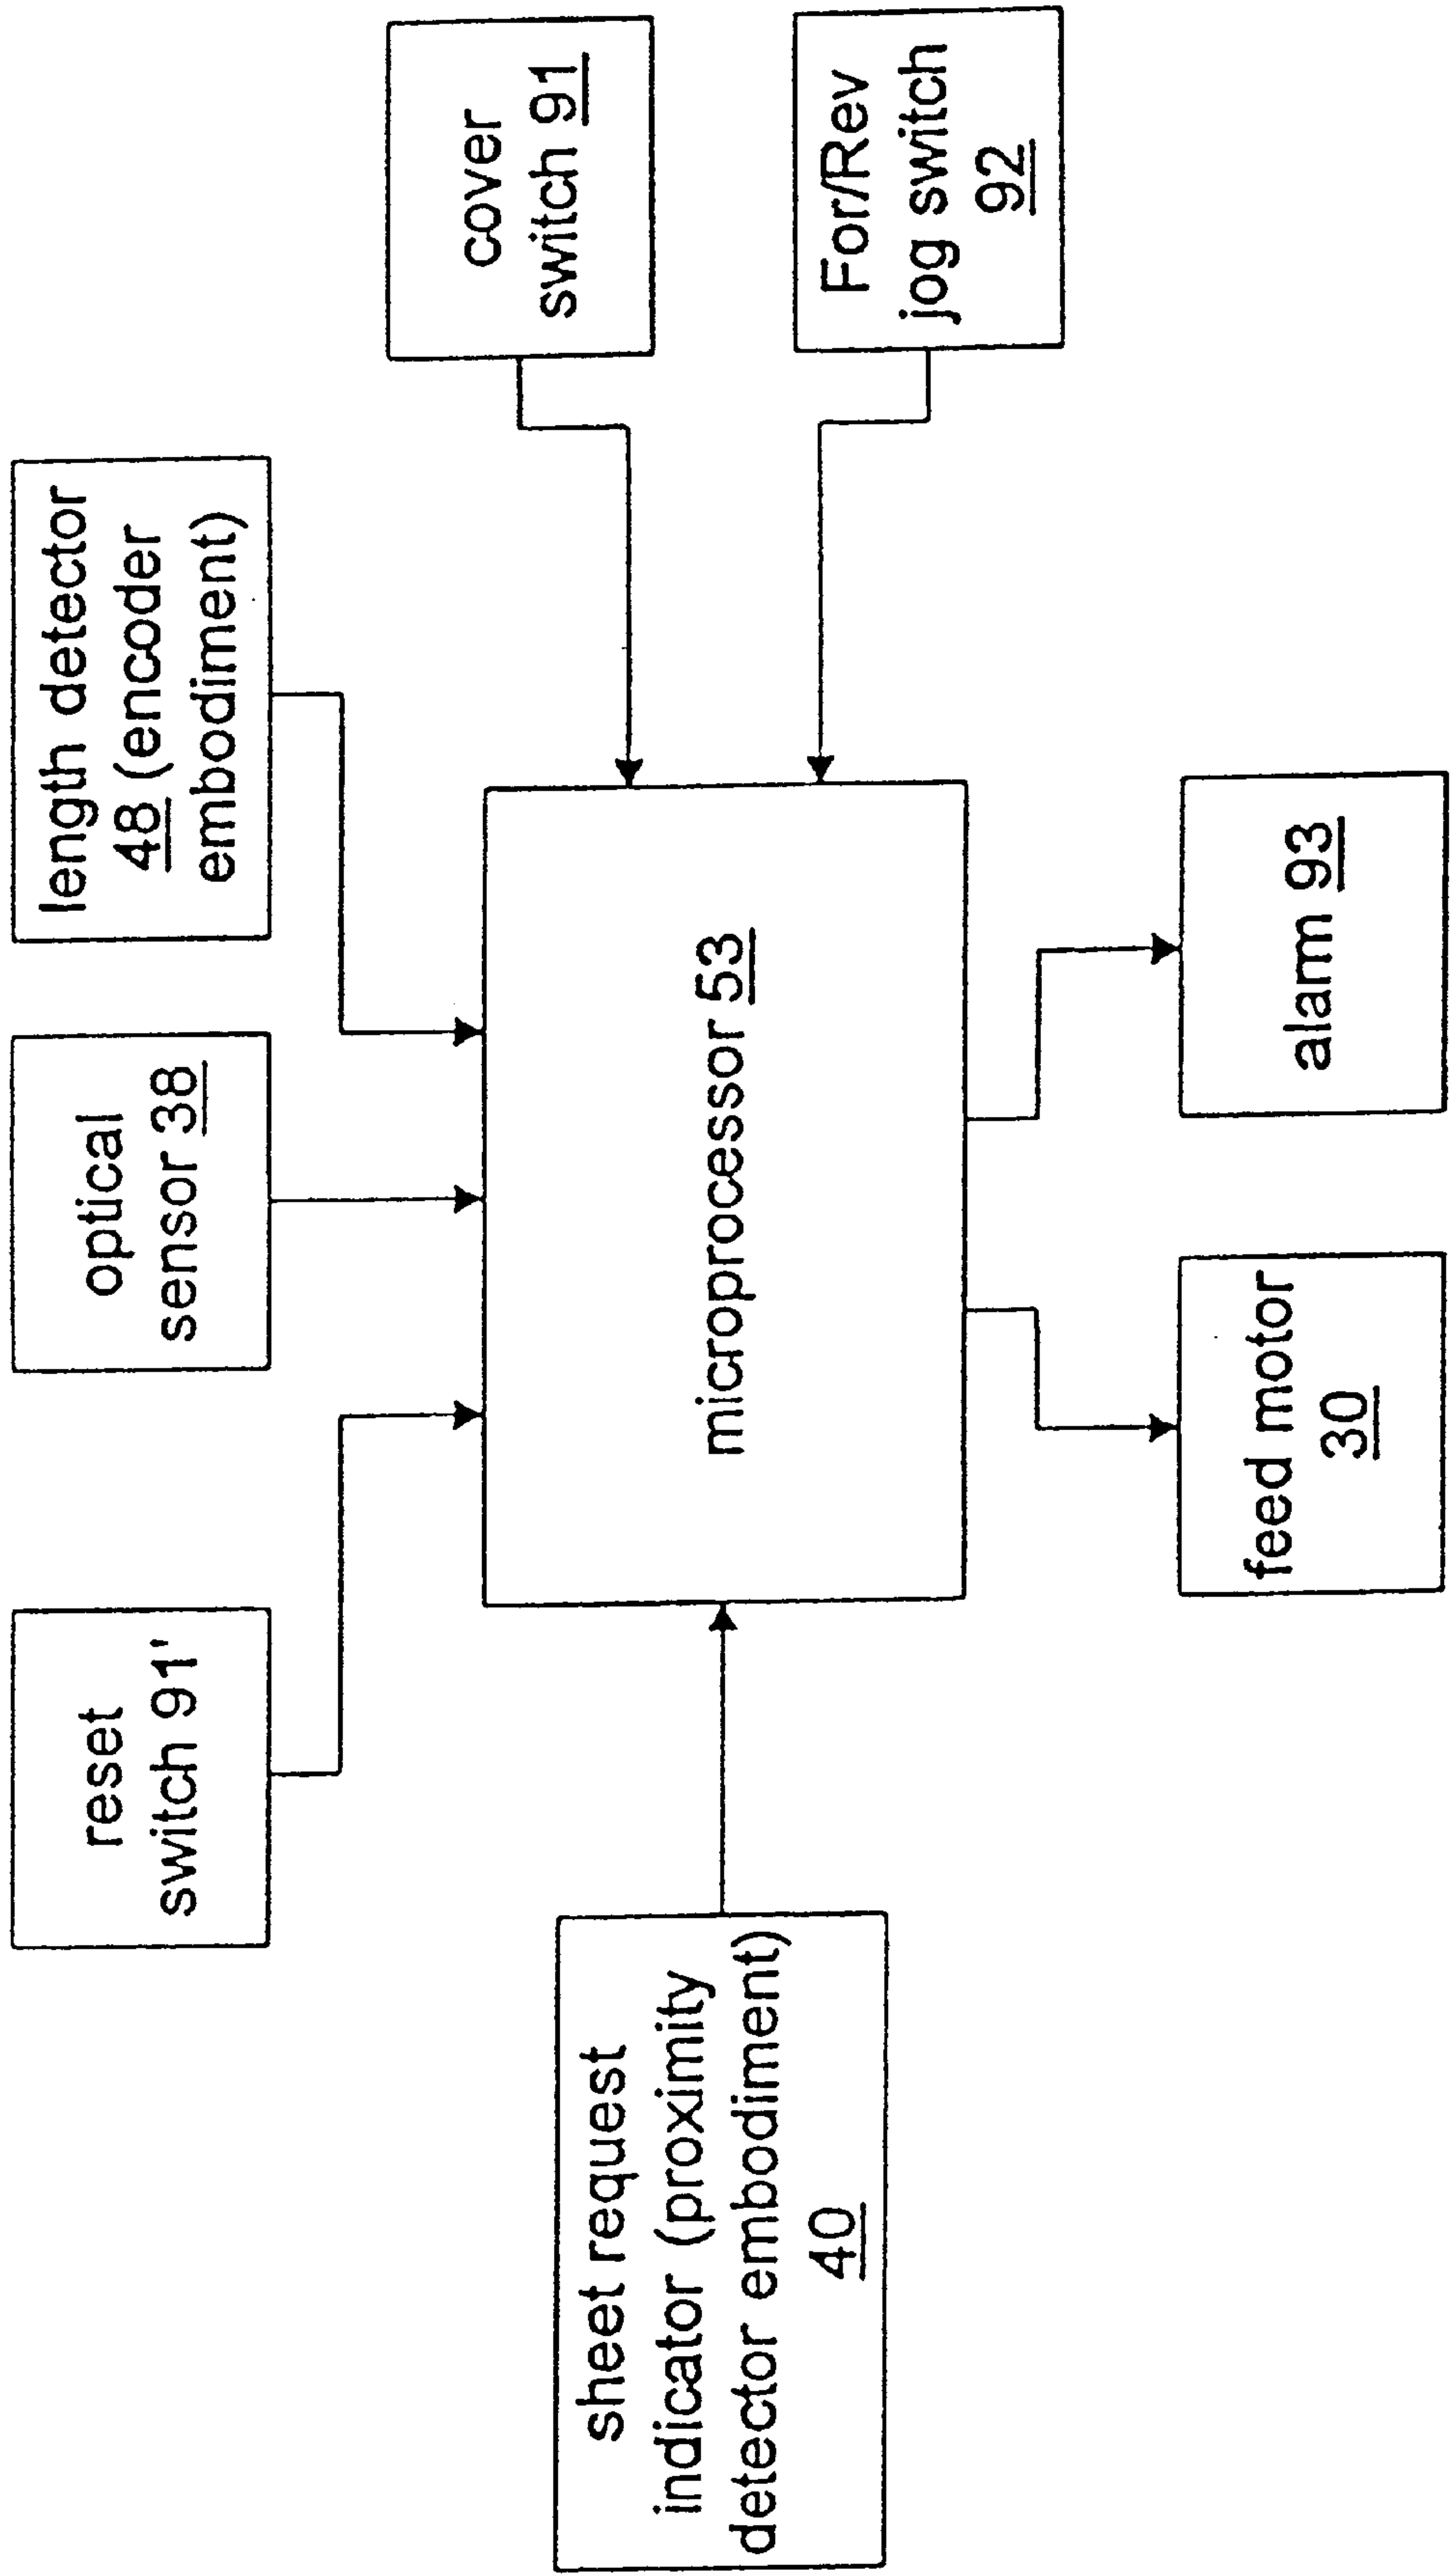 reset
switch 91'
optical
sensor 38
length detector
48 (encoder
embodiment)
cover
switch 91
For/Rev
jog switch
92
sheet request
indicator (proximity
detector embodiment)
40
microprocessor 53
feed motor
30
alarm 93